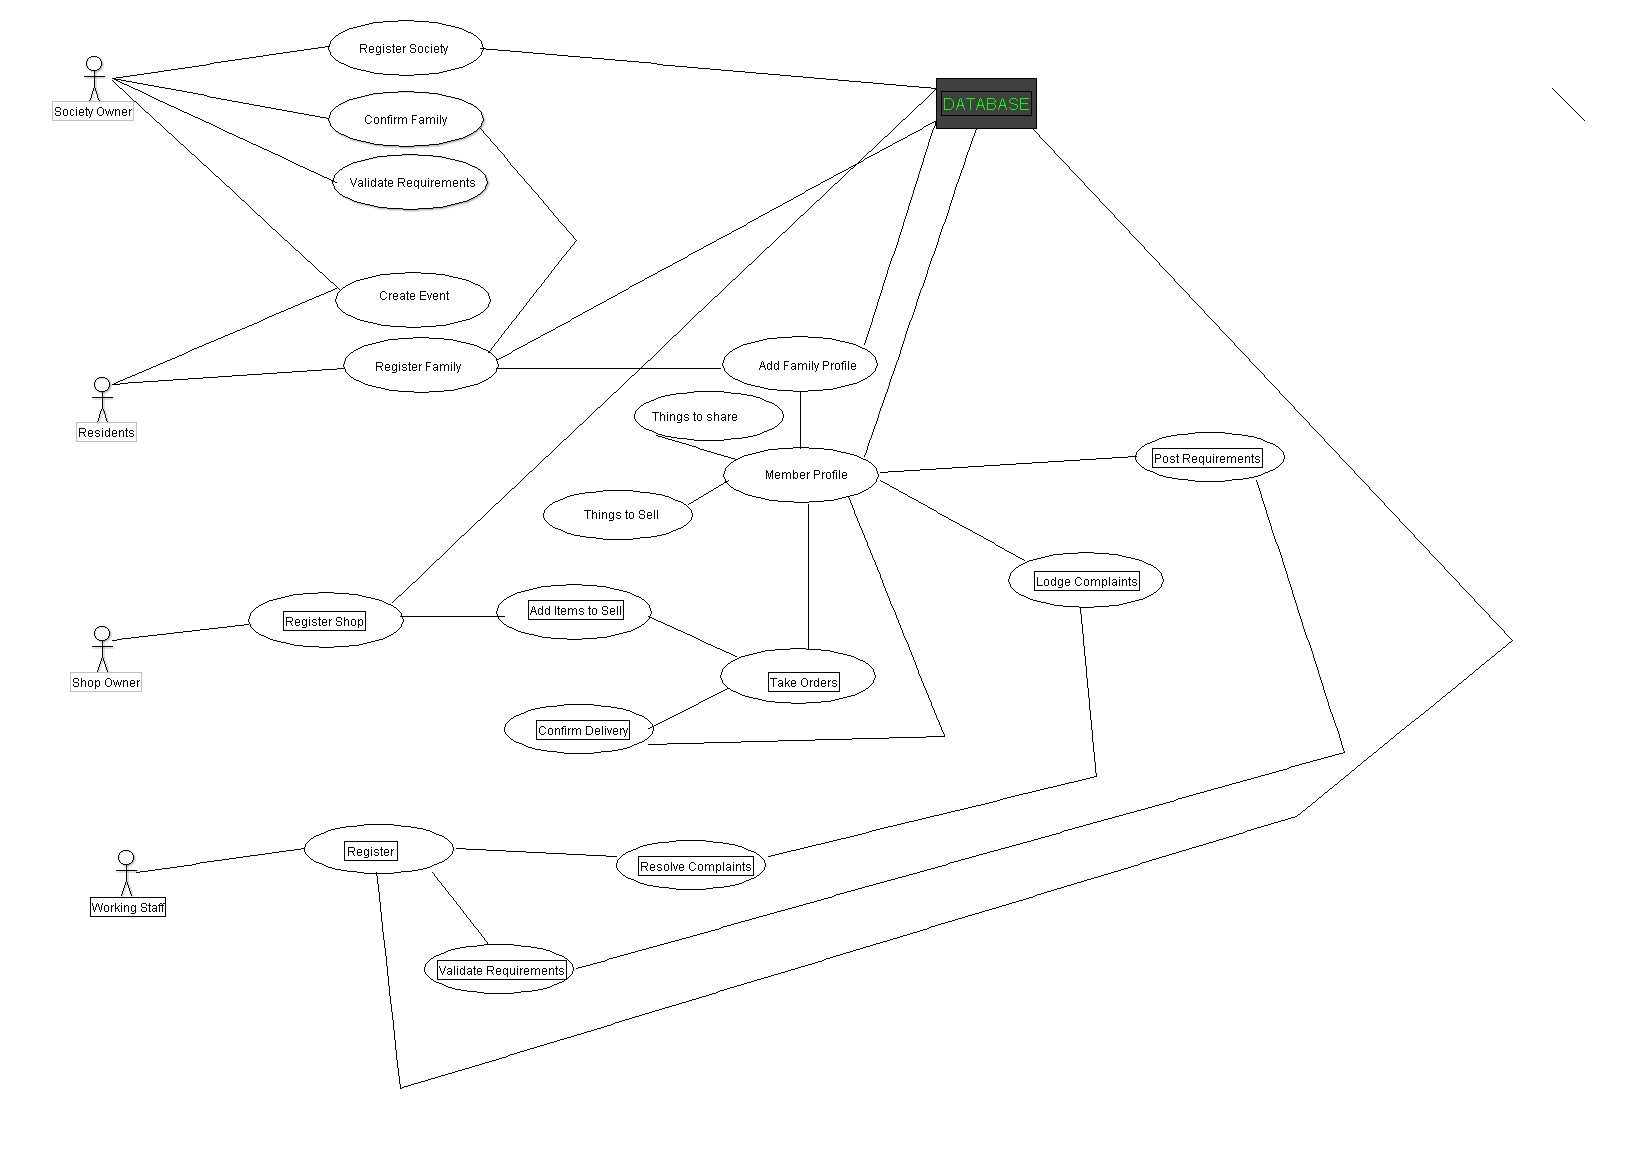 Register Society
Society Owner
DATABASE
Confirm Family
Validate Requirements
Create Event
Register Family
Add Family Profile
Residents
Things to share
Member Profile
Post Requirements
Things to Sell
Lodge Complaints
Register Shop
Add Items to Sell
Shop Owner
Take Orders
Confirm Delivery
Register
Resolve Complaints
Working Staff
Validate Requirements